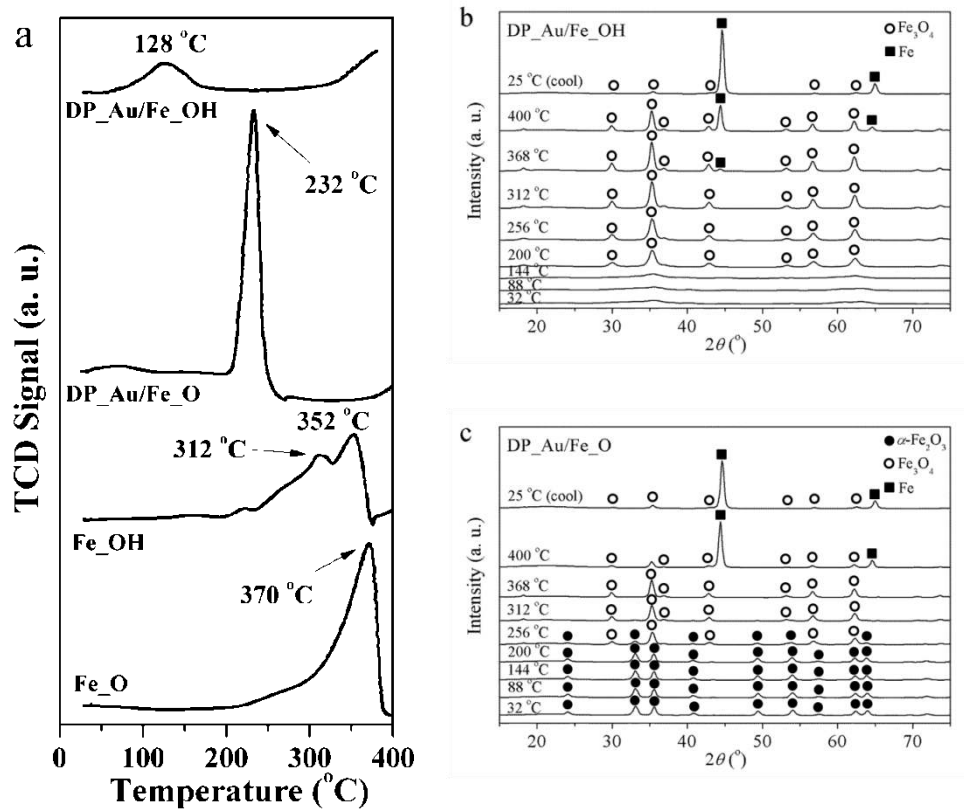 a
128 °C
DP_Au/Fe_OH
232 °C
DP_Au/Fe_O
352 °C
312 °C
Fe_OH
370 °C
Fe_O
TCD Signal (a. u.)
0 100 200 300 400
Temperature (°C)
b
DP_Au/Fe_OH
Fe₃O₄
Fe
25 °C (cool)
400 °C
368 °C
312 °C
256 °C
200 °C
144 °C
88 °C
32 °C
Intensity (a. u.)
20 30 40 50 60 70
2θ (°)
c
DP_Au/Fe_O
α-Fe₂O₃
Fe₃O₄
Fe
25 °C (cool)
400 °C
368 °C
312 °C
256 °C
200 °C
144 °C
88 °C
32 °C
Intensity (a. u.)
20 30 40 50 60 70
2θ (°)